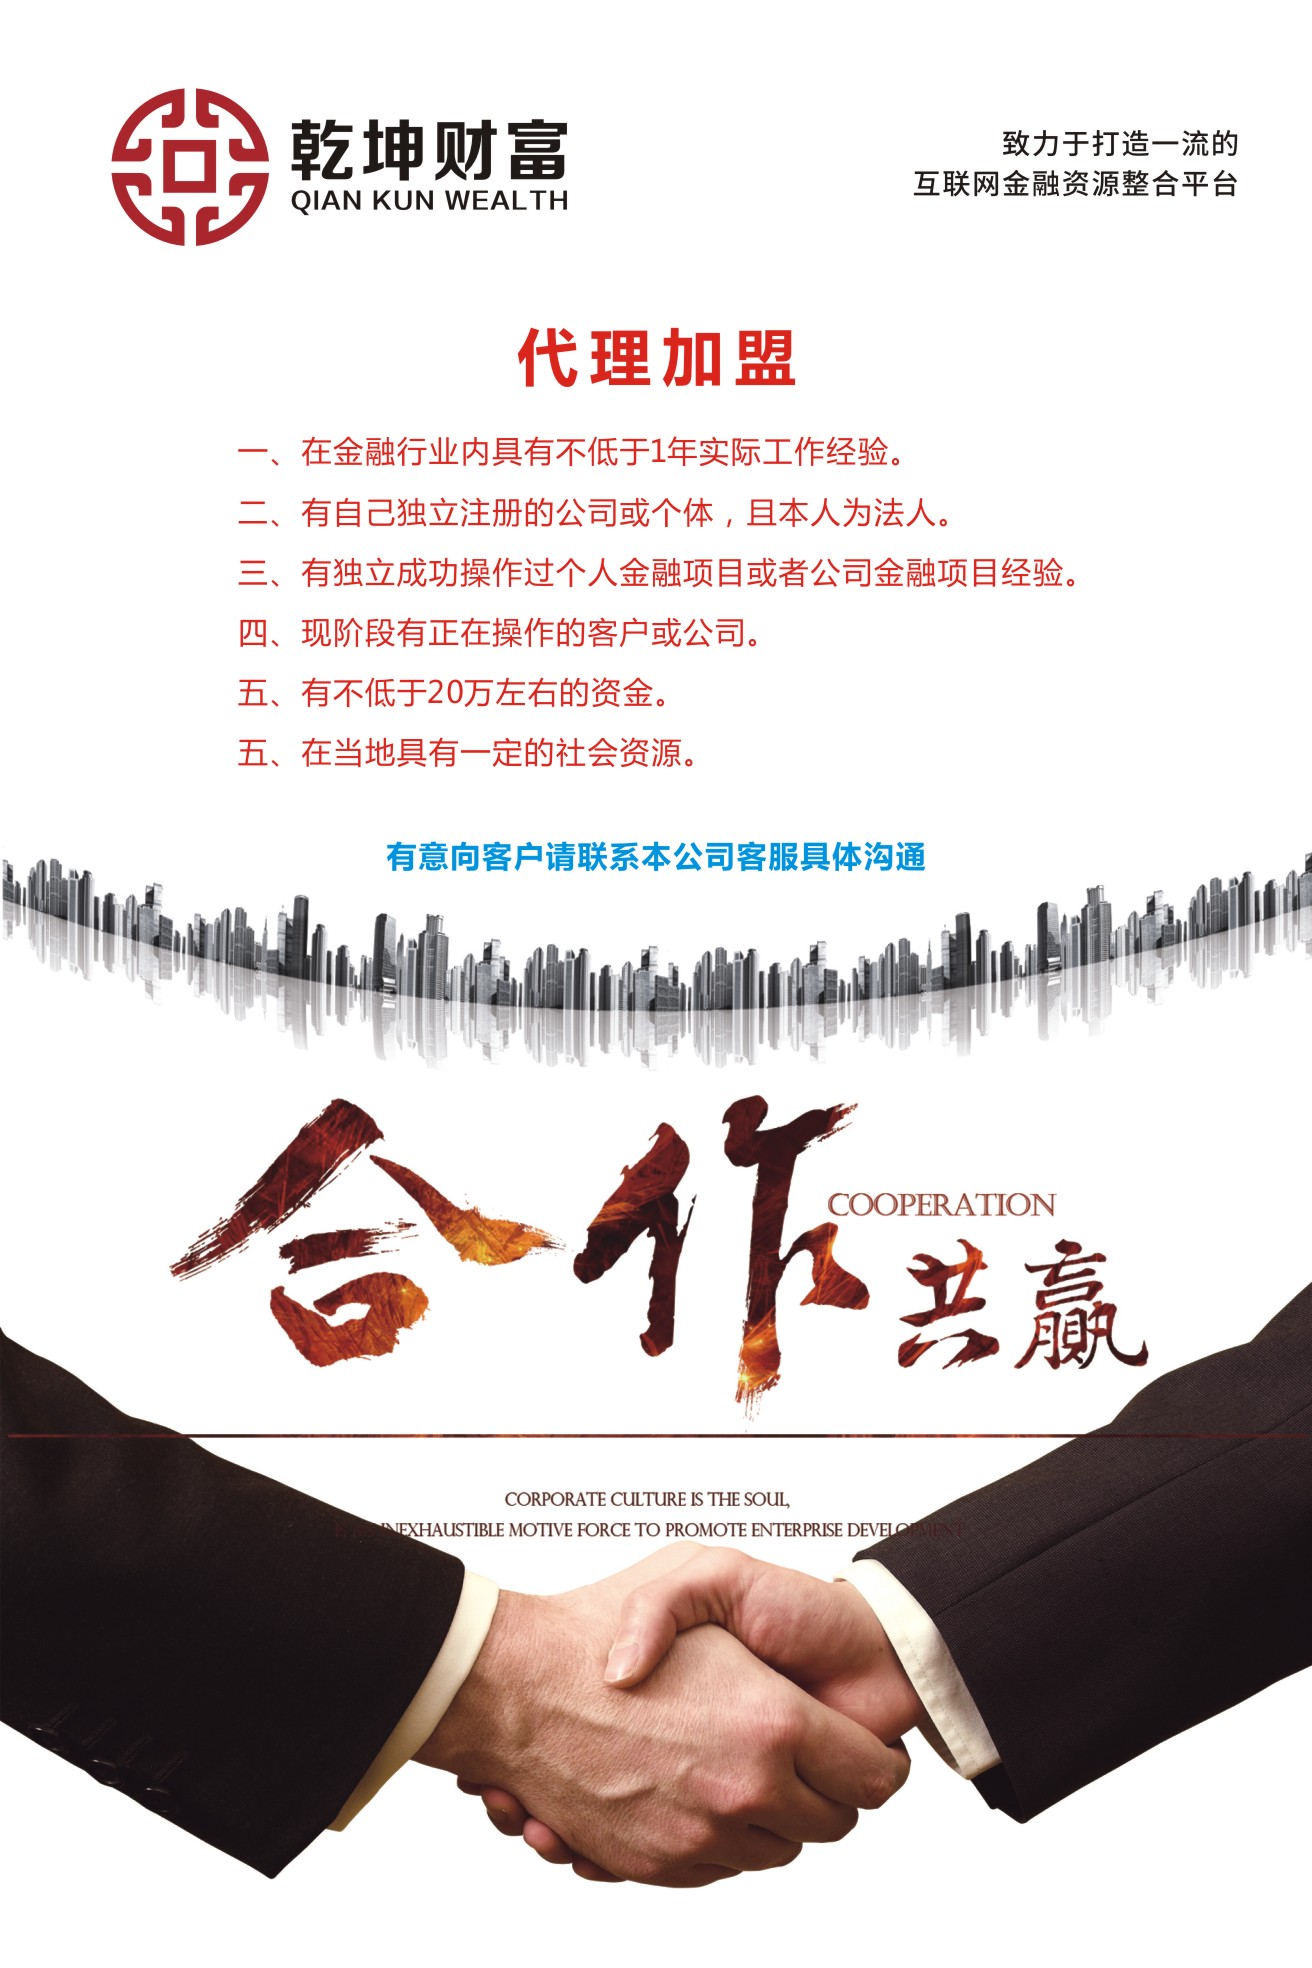 乾坤财富
QIAN KUN WEALTH
致力于打造一流的
互联网金融资源整合平台
代理加盟
一、在金融行业内具有不低于1年实际工作经验。
二、有自己独立注册的公司或个体，且本人为法人。
三、有独立成功操作过个人金融项目或者公司金融项目经验。
四、现阶段有正在操作的客户或公司。
五、有不低于20万左右的资金。
五、在当地具有一定的社会资源。
有意向客户请联系本公司客服具体沟通
合作
COOPERATION
共赢
CORPORATE CULTURE IS THE SOUL,
INEXHAUSTIBLE MOTIVE FORCE TO PROMOTE ENTERPRISE DEVELOPMENT